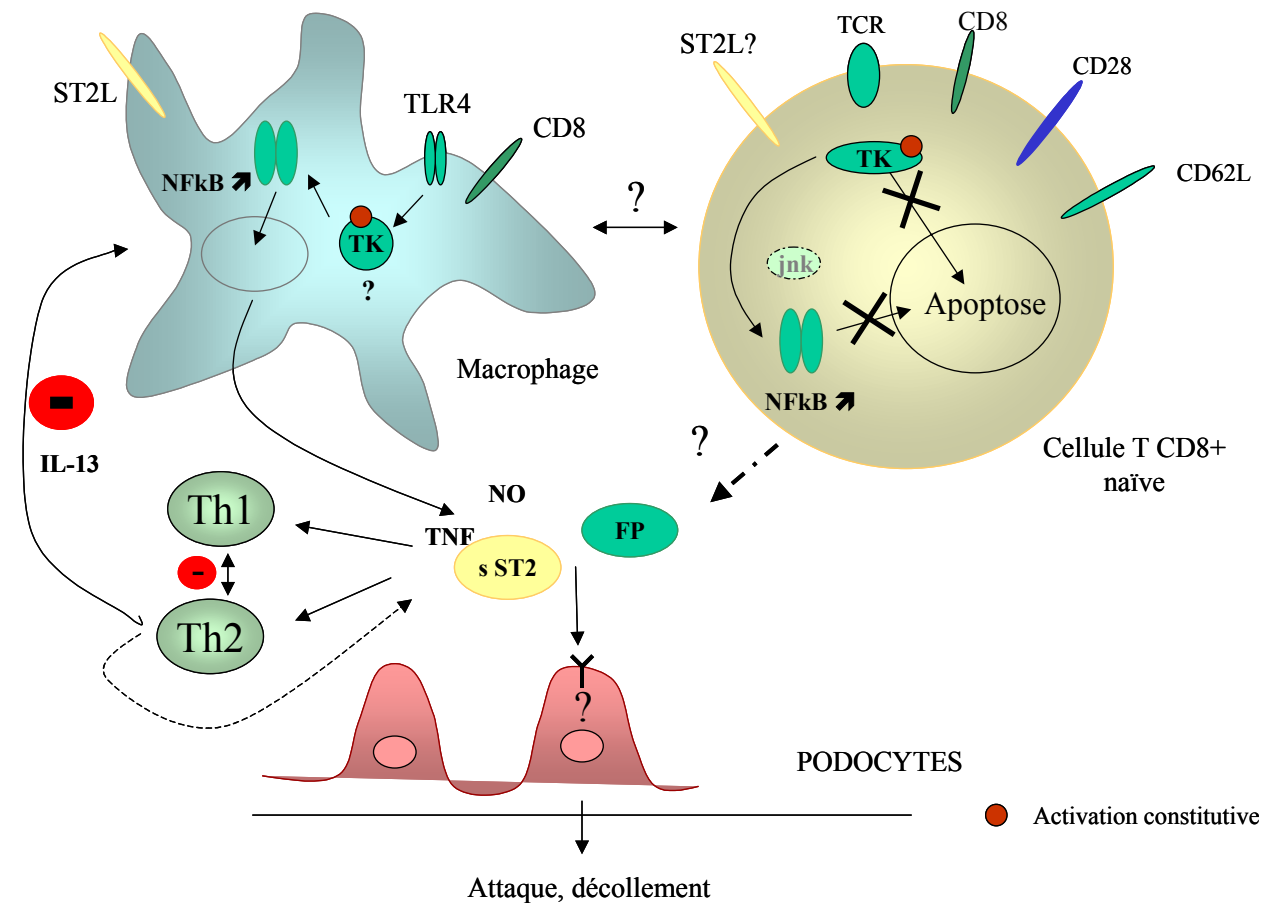 ST2L
TLR4
CD8
NFkB
TK
?
Macrophage
?
ST2L?
TCR
CD8
CD28
CD62L
TK
jnk
Apoptose
NFkB
Cellule T CD8+
naïve
?
IL-13
Th1
-
Th2
NO
TNF
s ST2
FP
?
PODOCYTES
Activation constitutive
Attaque, décollement